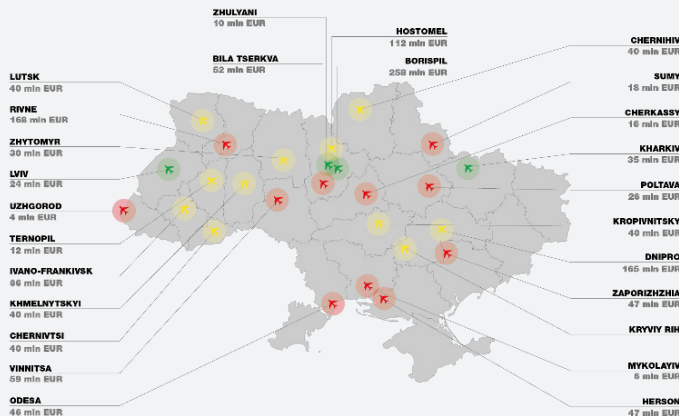 ZHULYANI
10 mln EUR
HOSTOMEL
112 mln EUR
BILA TSERKVA
52 mln EUR
BORISPIL
258 mln EUR
LUTSK
40 mln EUR
RIVNE
168 mln EUR
ZHYTOMYR
30 mln EUR
LVIV
24 mln EUR
UZHGOROD
4 mln EUR
TERNOPIL
12 mln EUR
IVANO-FRANKIVSK
66 mln EUR
KHMELNYTSKYI
40 mln EUR
CHERNIVTSI
40 mln EUR
VINNITSA
59 mln EUR
ODESA
46 mln EUR
CHERNIHIV
40 mln EUR
SUMY
18 mln EUR
CHERKASSY
16 mln EUR
KHARKIV
35 mln EUR
POLTAVA
26 mln EUR
KROPIVNITSKY
40 mln EUR
DNIPRO
165 mln EUR
ZAPORIZHZHIA
47 mln EUR
KRYVIY RIH
MYKOLAYIV
6 mln EUR
HERSON
47 mln EUR